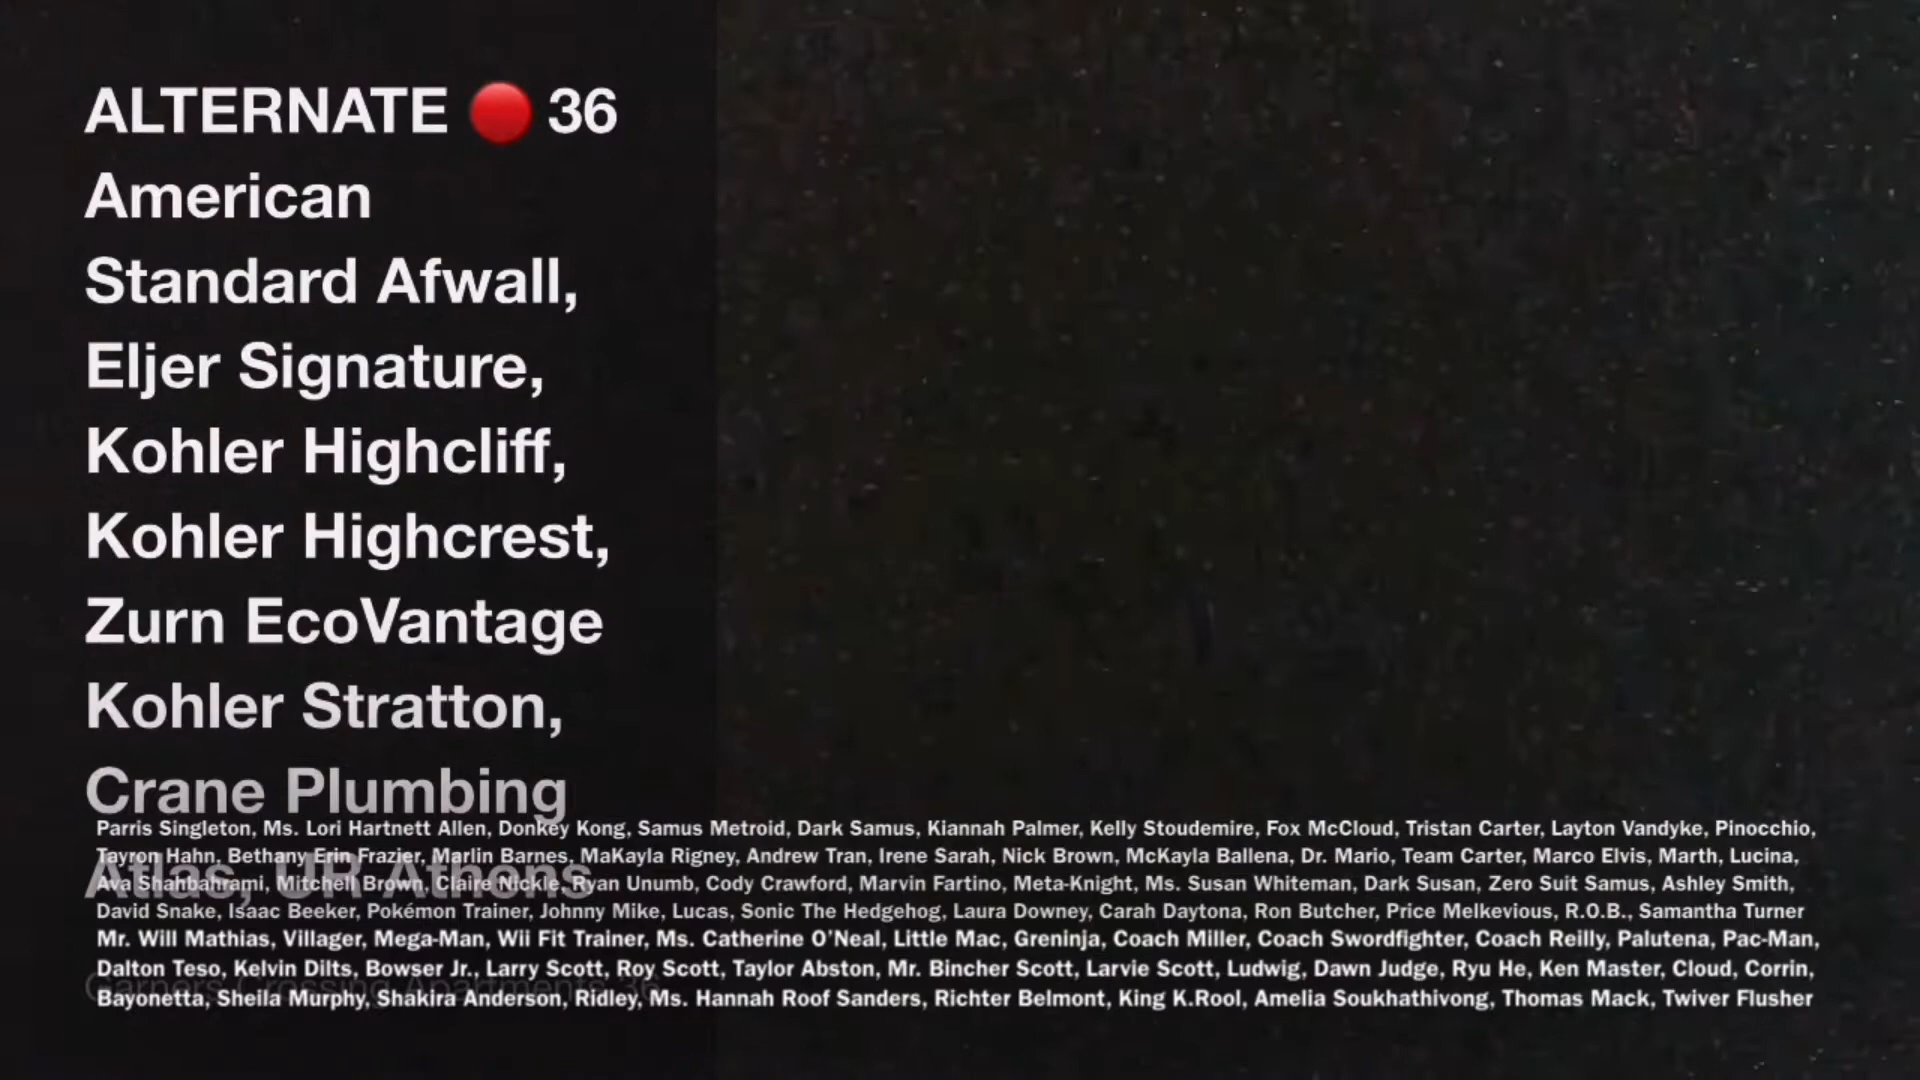 ALTERNATE 🔴 36
American
Standard Afwall,
Eljer Signature,
Kohler Highcliff,
Kohler Highcrest,
Zurn EcoVantage
Kohler Stratton,
Crane Plumbing
Atlas, UR Athens
Garners Crossing Apartments 36
Parris Singleton, Ms. Lori Hartnett Allen, Donkey Kong, Samus Metroid, Dark Samus, Kiannah Palmer, Kelly Stoudemire, Fox McCloud, Tristan Carter, Layton Vandyke, Pinocchio,
Tayron Hahn, Bethany Erin Frazier, Marlin Barnes, MaKayla Rigney, Andrew Tran, Irene Sarah, Nick Brown, McKayla Ballena, Dr. Mario, Team Carter, Marco Elvis, Marth, Lucina,
Ava Shahbahrami, Mitchell Brown, Claire Nickle, Ryan Unumb, Cody Crawford, Marvin Fartino, Meta-Knight, Ms. Susan Whiteman, Dark Susan, Zero Suit Samus, Ashley Smith,
David Snake, Isaac Beeker, Pokémon Trainer, Johnny Mike, Lucas, Sonic The Hedgehog, Laura Downey, Carah Daytona, Ron Butcher, Price Melkevious, R.O.B., Samantha Turner
Mr. Will Mathias, Villager, Mega-Man, Wii Fit Trainer, Ms. Catherine O’Neal, Little Mac, Greninja, Coach Miller, Coach Swordfighter, Coach Reilly, Palutena, Pac-Man,
Dalton Teso, Kelvin Dilts, Bowser Jr., Larry Scott, Roy Scott, Taylor Abston, Mr. Bincher Scott, Larvie Scott, Ludwig, Dawn Judge, Ryu He, Ken Master, Cloud, Corrin,
Bayonetta, Sheila Murphy, Shakira Anderson, Ridley, Ms. Hannah Roof Sanders, Richter Belmont, King K.Rool, Amelia Soukhathivong, Thomas Mack, Twiver Flusher